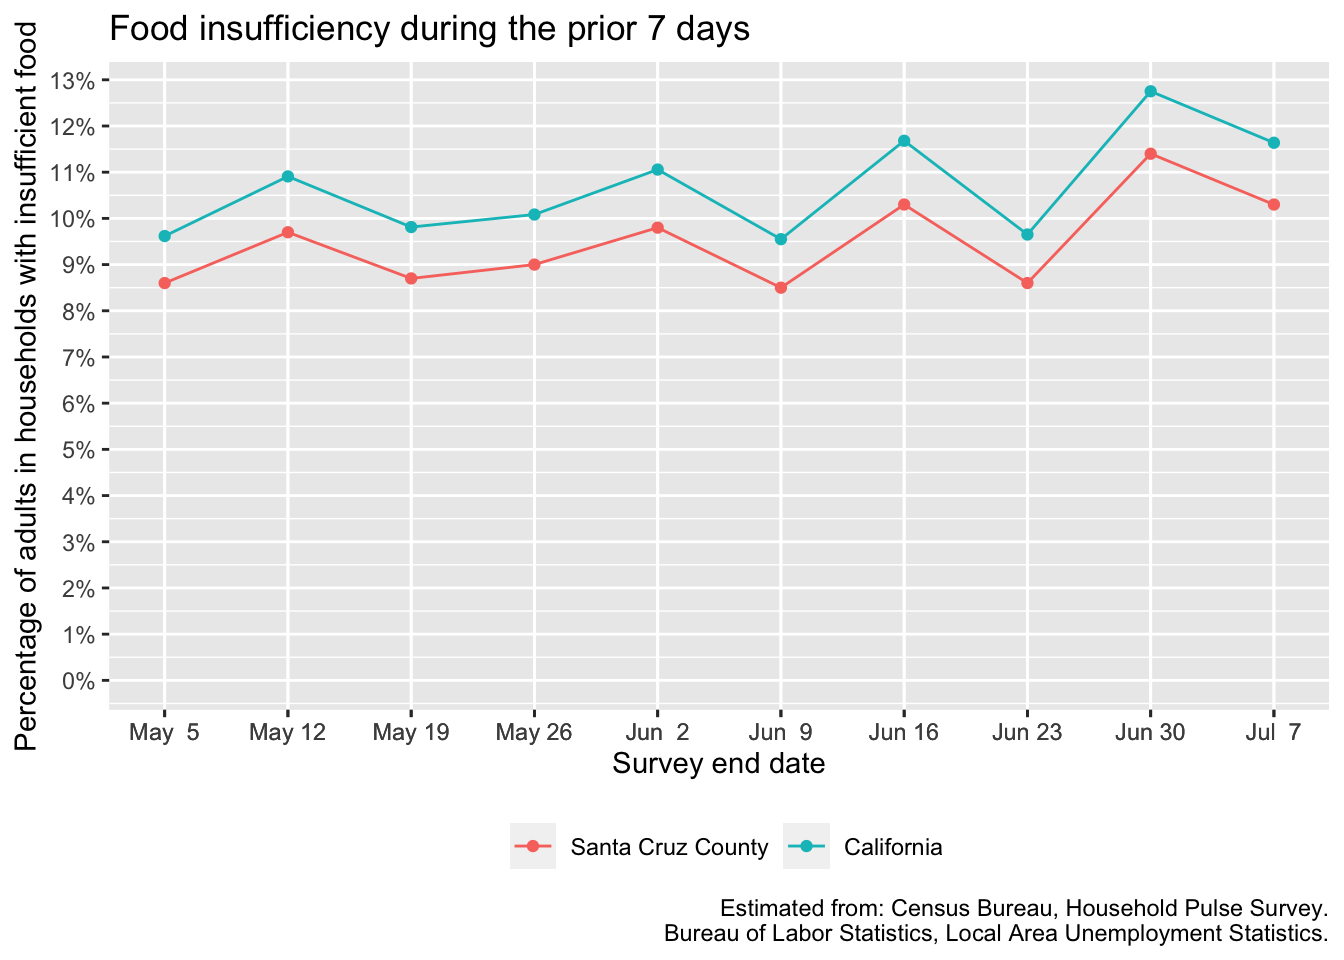 Food insufficiency during the prior 7 days
Percentage of adults in households with insufficient food
13%
12%
11%
10%
9%
8%
7%
6%
5%
4%
3%
2%
1%
0%
May 5 May 12 May 19 May 26 Jun 2 Jun 9 Jun 16 Jun 23 Jun 30 Jul 7
Survey end date
Santa Cruz County California
Estimated from: Census Bureau, Household Pulse Survey.
Bureau of Labor Statistics, Local Area Unemployment Statistics.